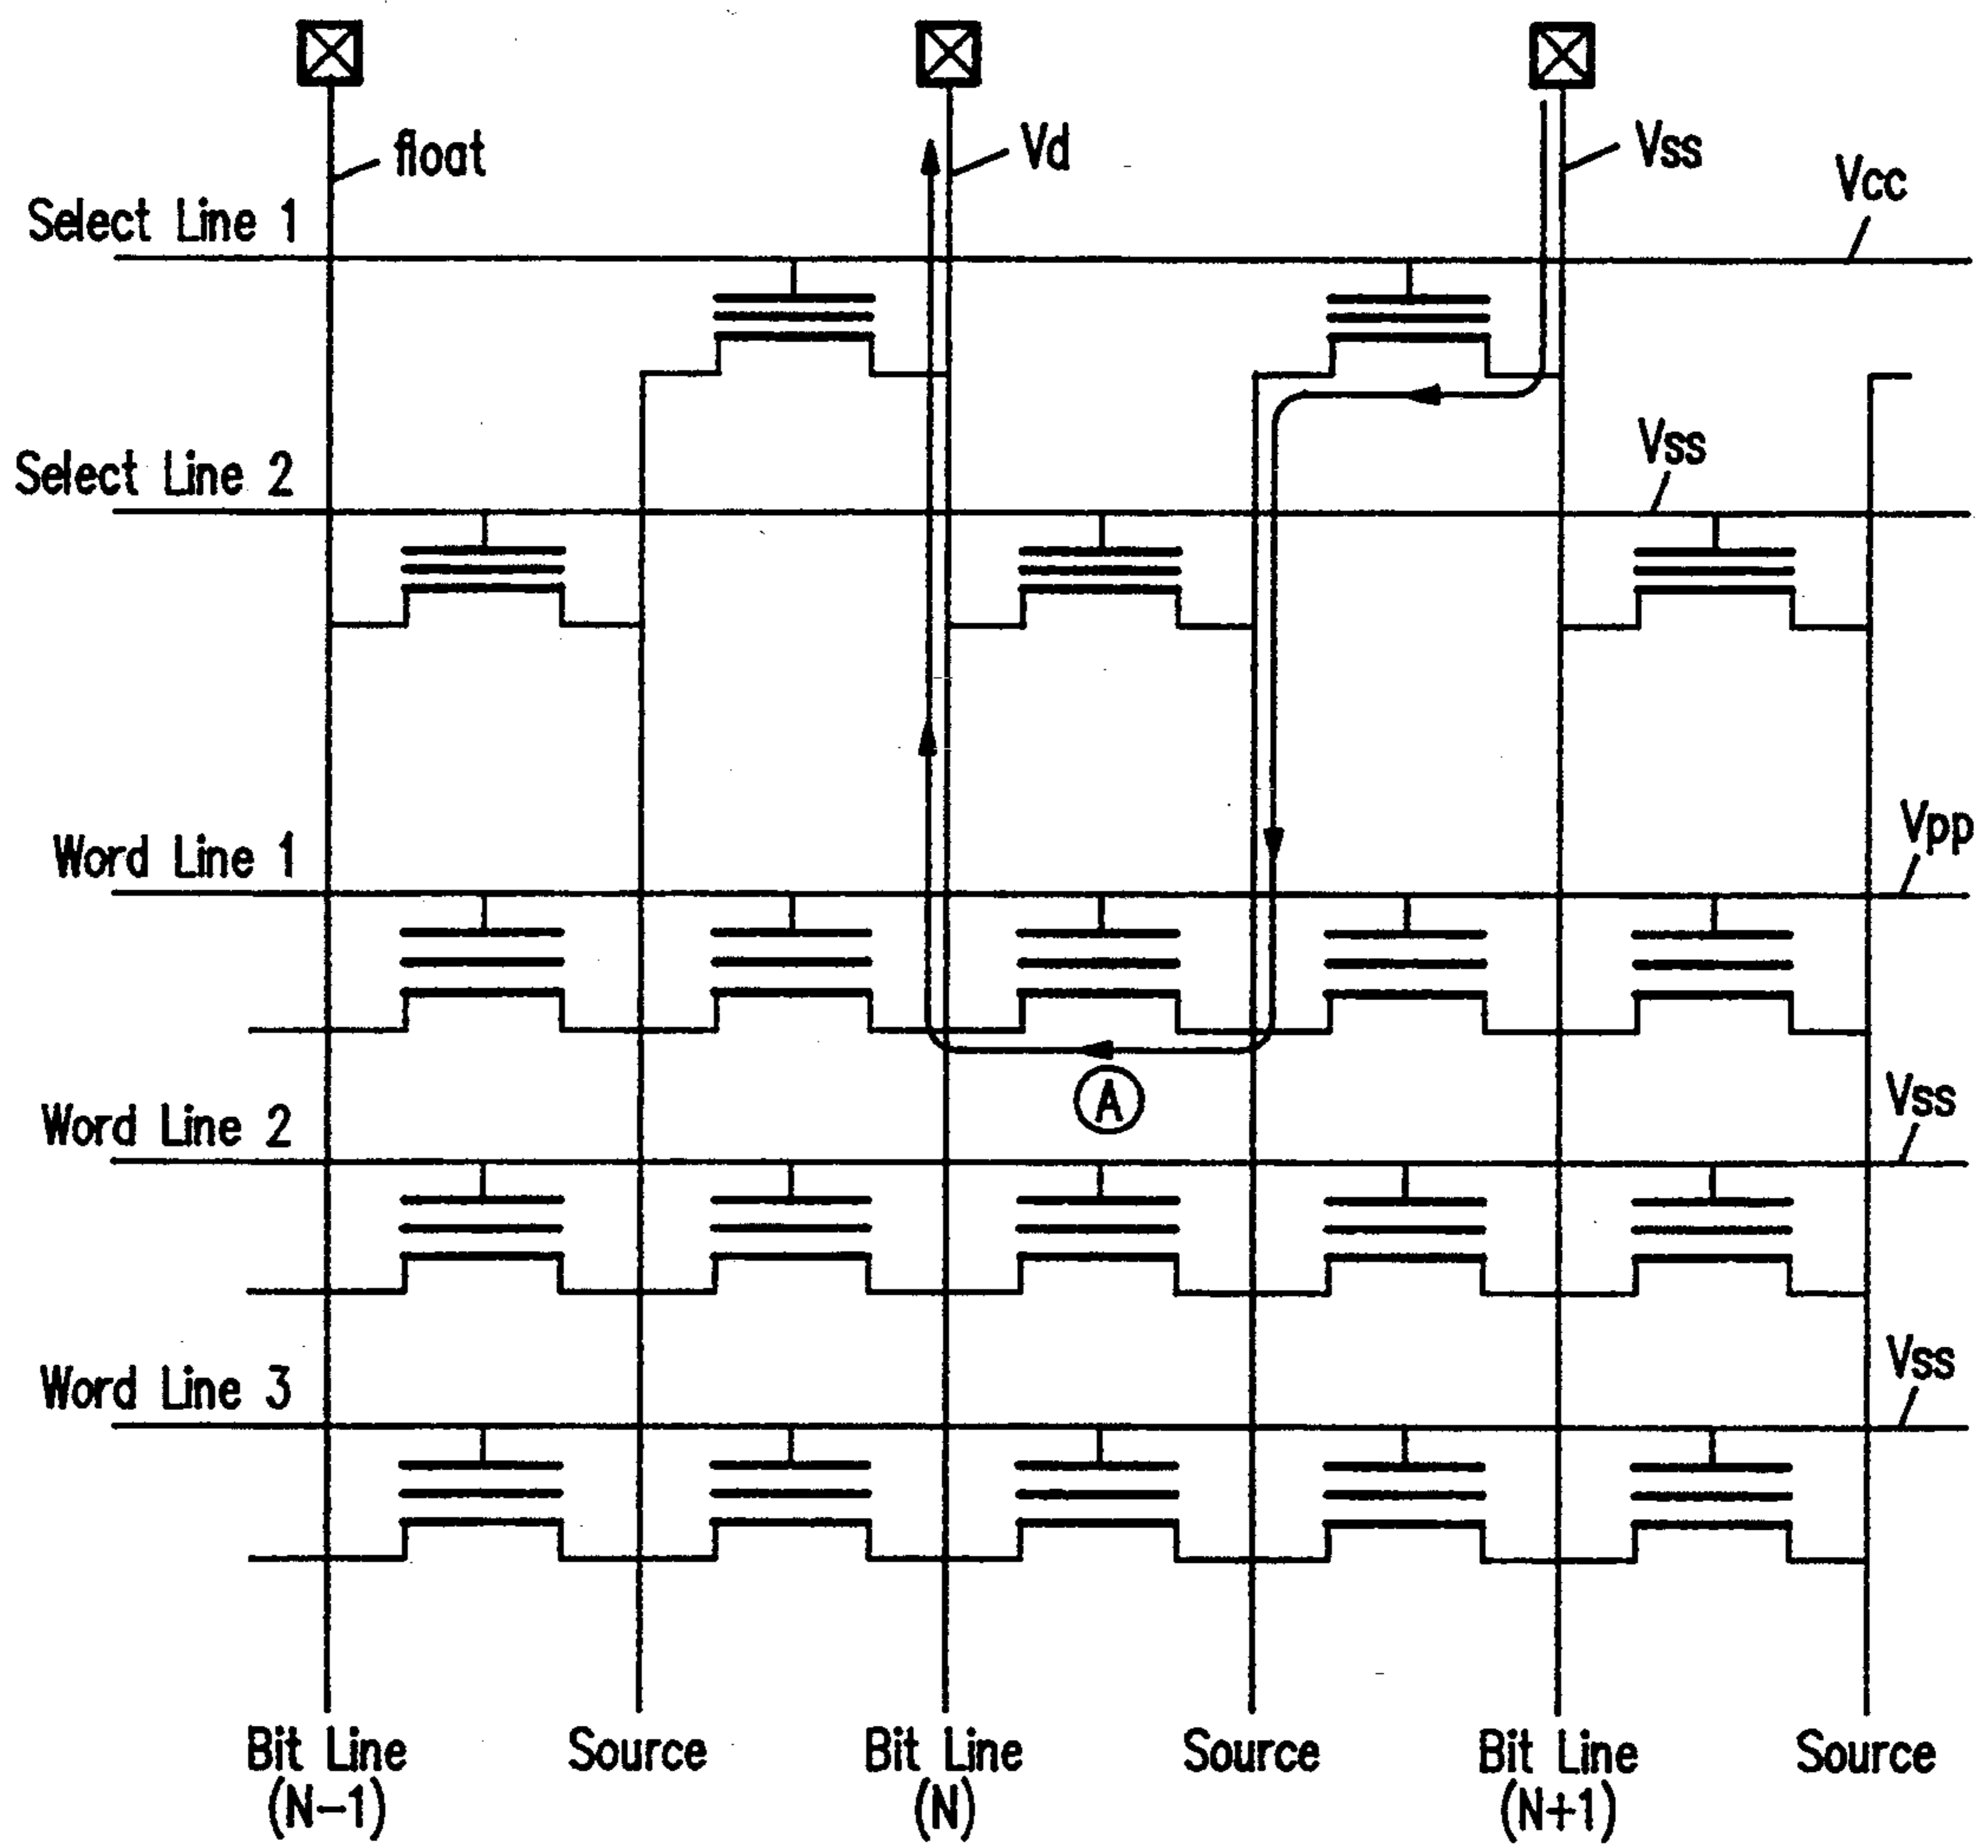 float
Vd
Vss
Vcc
Select Line 1
Vss
Select Line 2
Vpp
Word Line 1
A
Vss
Word Line 2
Vss
Word Line 3
Bit Line
(N-1)
Source
Bit Line
(N)
Source
Bit Line
(N+1)
Source